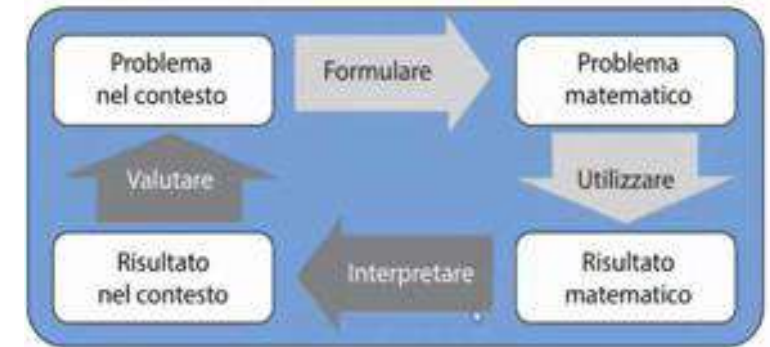 Problema
nel contesto
Formulare
Problema
matematico
Valutare
Utilizzare
Risultato
nel contesto
Interpretare
Risultato
matematico